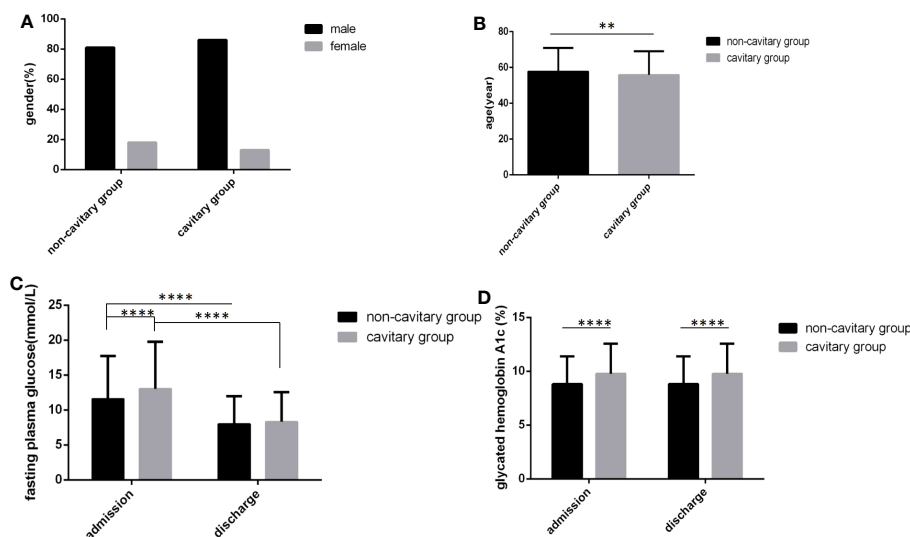 A
gender(%)
100
80
60
40
20
0
non-cavitary group
cavitary group
male
female
B
age(year)
80
60
40
20
0
**
non-cavitary group
cavitary group
non-cavitary group
cavitary group
C
fasting plasma glucose(mmol/L)
25
20
15
10
5
0
****
****
****
admission
discharge
non-cavitary group
cavitary group
D
glycated hemoglobin A1c (%)
15
10
5
0
****
****
admission
discharge
non-cavitary group
cavitary group